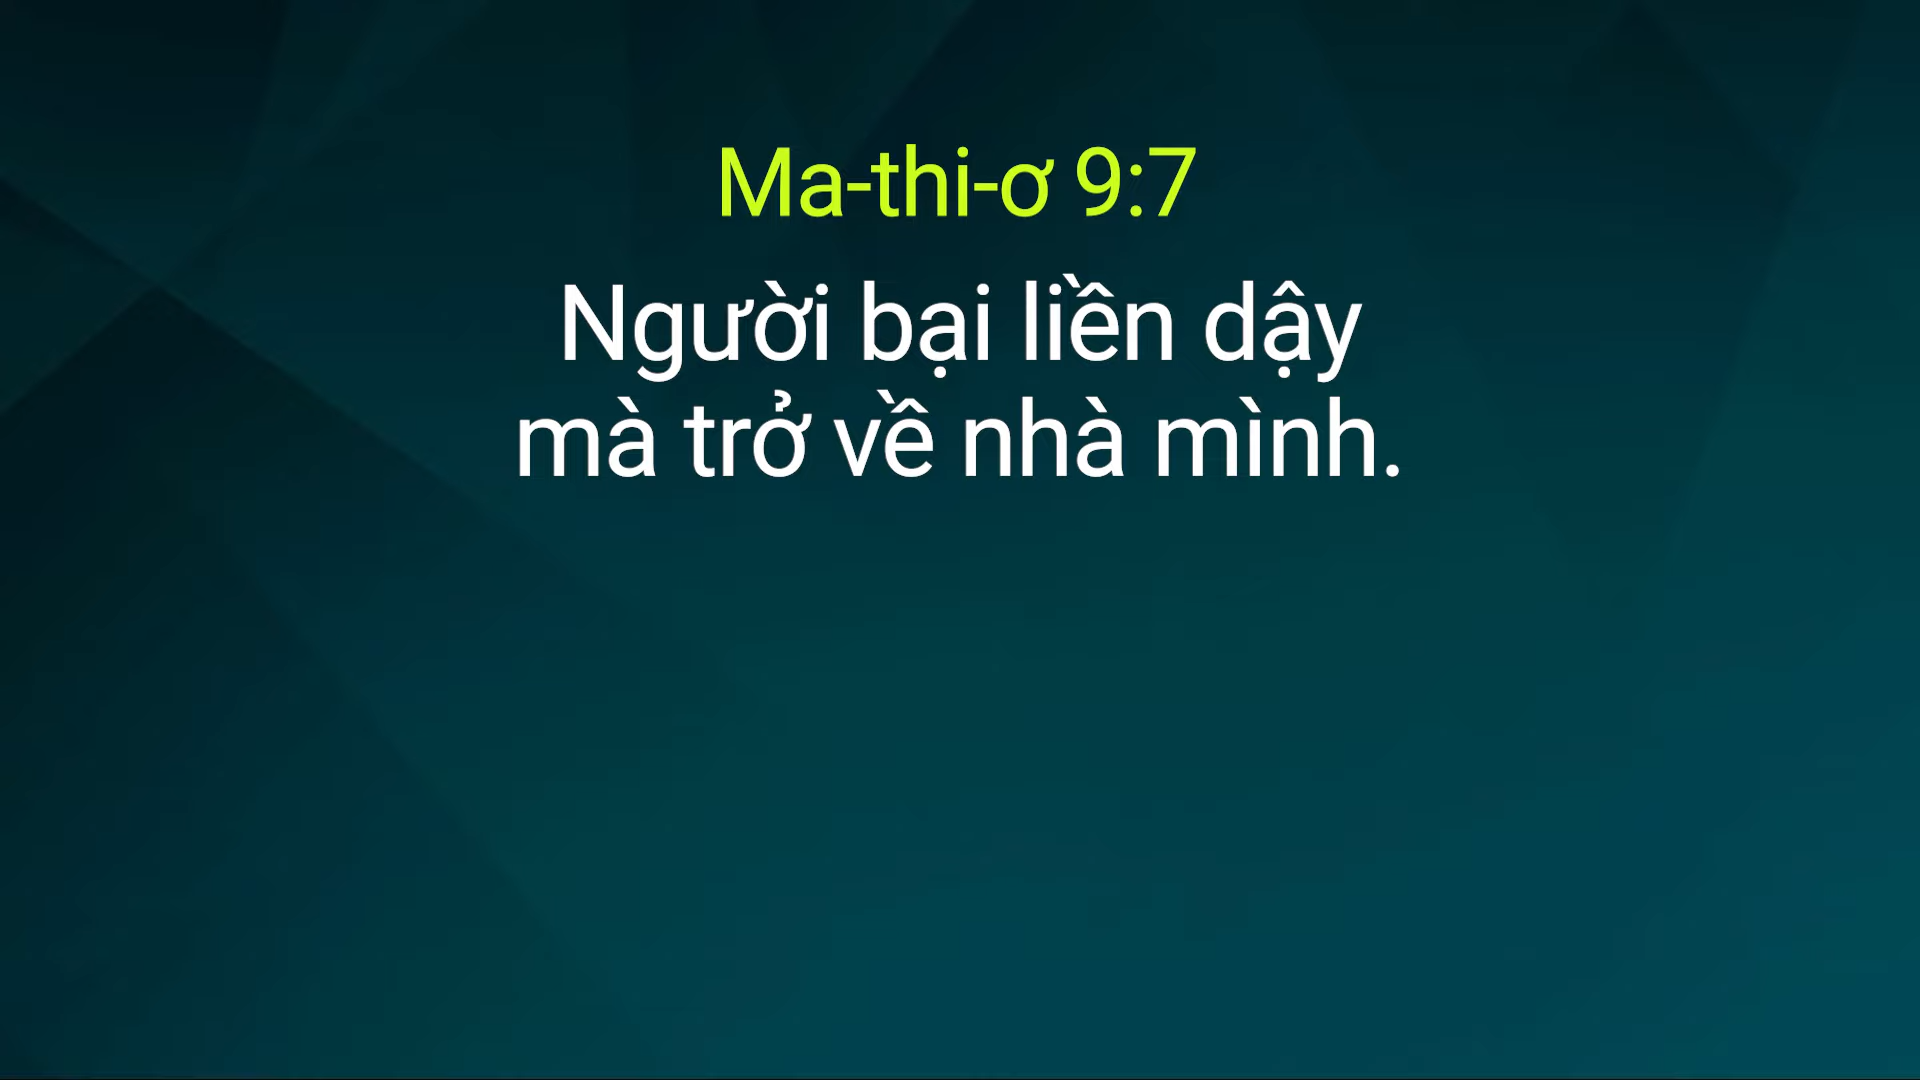 Ma-thi-ơ 9:7
Người bại liền dậy
mà trở về nhà mình.